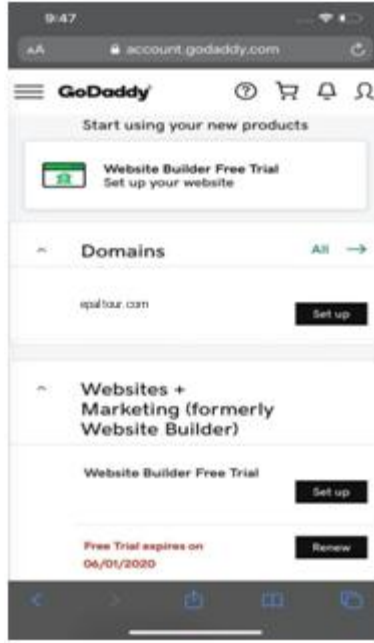 9:47
AA account.godaddy.com
GoDaddy
Start using your new products
Website Builder Free Trial
Set up your website
Domains
All →
epaltour.com
Set up
Websites +
Marketing (formerly
Website Builder)
Website Builder Free Trial
Set up
Free Trial expires on
06/01/2020
Renew